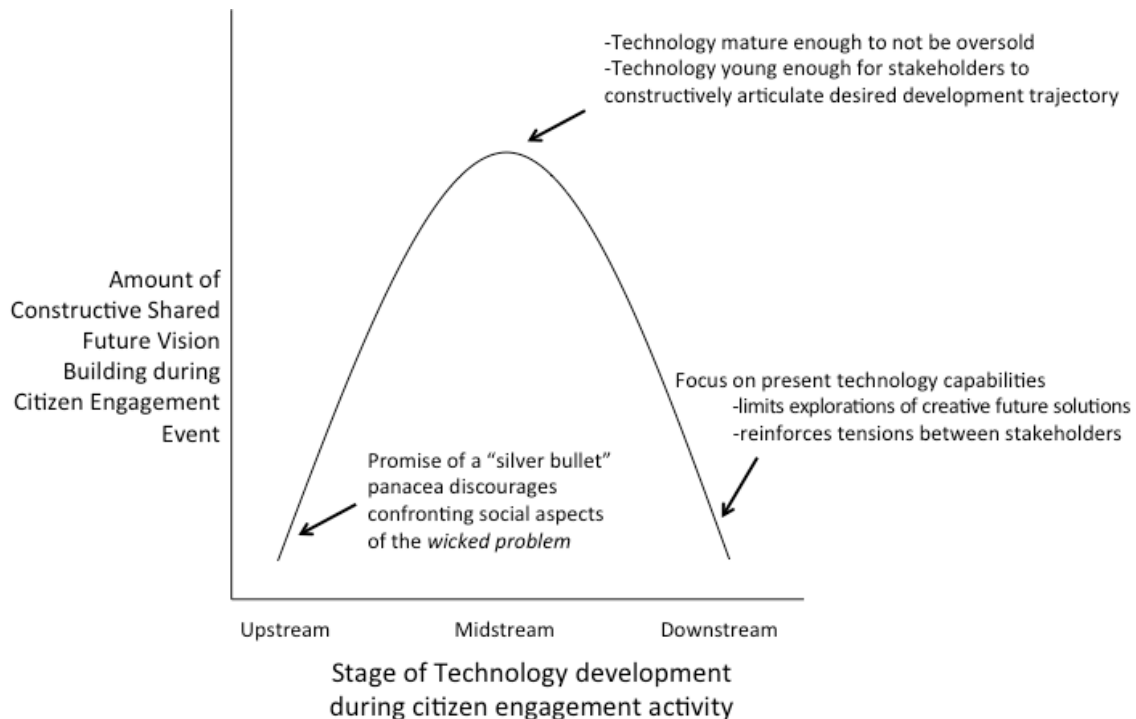 -Technology mature enough to not be oversold
-Technology young enough for stakeholders to
constructively articulate desired development trajectory
Amount of
Constructive Shared
Future Vision
Building during
Citizen Engagement
Event
Focus on present technology capabilities
-limits explorations of creative future solutions
-reinforces tensions between stakeholders
Promise of a “silver bullet”
panacea discourages
confronting social aspects
of the wicked problem
Upstream
Midstream
Downstream
Stage of Technology development
during citizen engagement activity